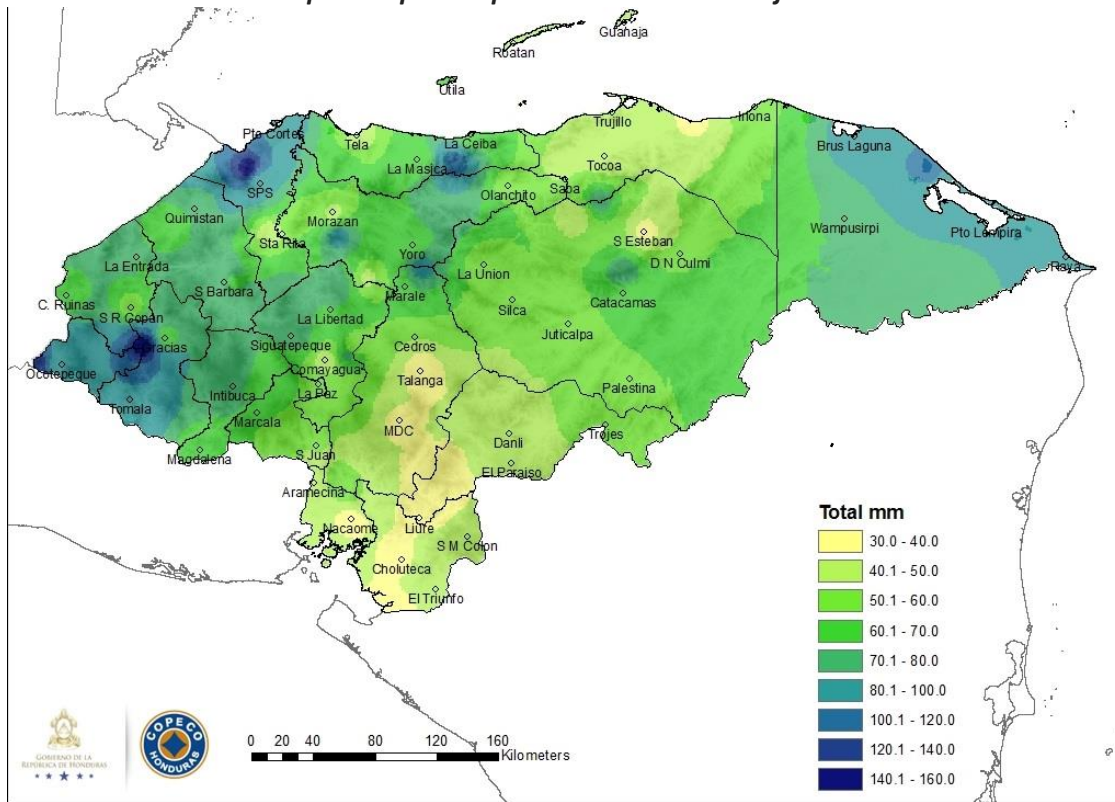 Guanaja
Roatan
Utila
Pto Cortes
Tela
La Ceiba
Trujillo
Iriona
La Masica
Brus Laguna
SPS
Tocoa
Olanchito
Saba
Quimistan
Morazan
Sta Rita
S Esteban
Wampusirpi
Pto Lempira
Yoro
D N Culmi
La Entrada
La Union
Raya
S Barbara
Marale
Catacamas
C. Ruinas
S R Copan
La Libertad
Silca
Juticalpa
Gracias
Siguatepeque
Cedros
Ocotepeque
Comayagua
Talanga
La Paz
Intibuca
Palestina
Tomala
Marcala
MDC
Danli
Trojes
Magdalena
S Juan
El Paraiso
Aramecina
Nacaome
Liure
S M Colon
Choluteca
El Triunfo
Total mm
30.0 - 40.0
40.1 - 50.0
50.1 - 60.0
60.1 - 70.0
70.1 - 80.0
80.1 - 100.0
100.1 - 120.0
120.1 - 140.0
140.1 - 160.0
GOBIERNO DE LA
REPÚBLICA DE HONDURAS
COPECO
HONDURAS
0 20 40 80 120 160
Kilometers